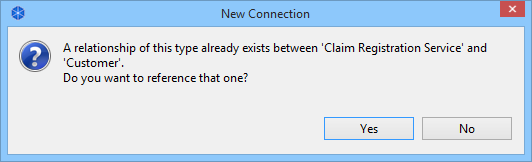 New Connection
A relationship of this type already exists between 'Claim Registration Service' and
'Customer'.
Do you want to reference that one?
Yes
No